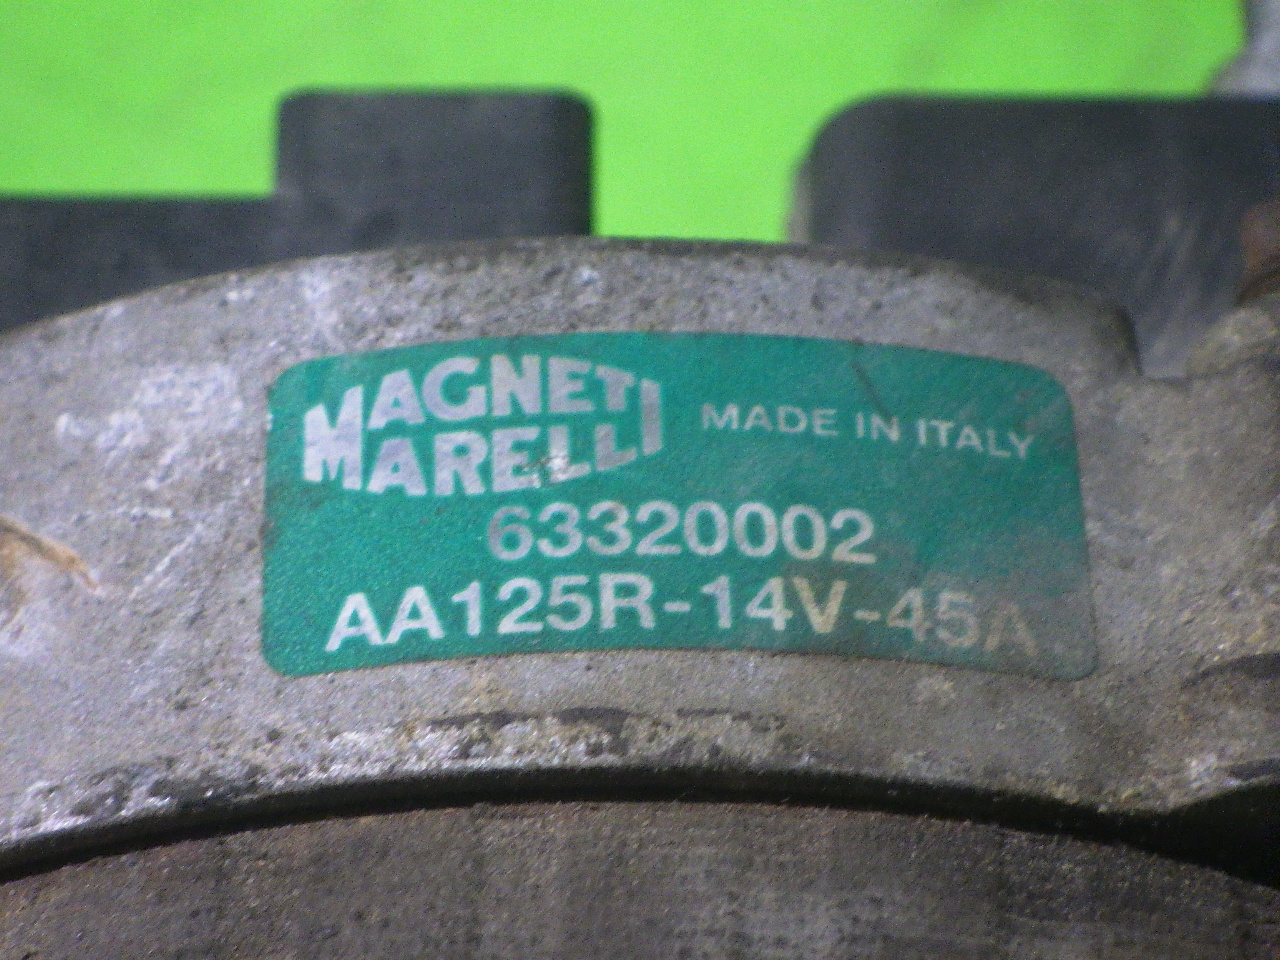 MAGNETI
MARELLI
MADE IN ITALY
63320002
AA125R-14V-45A